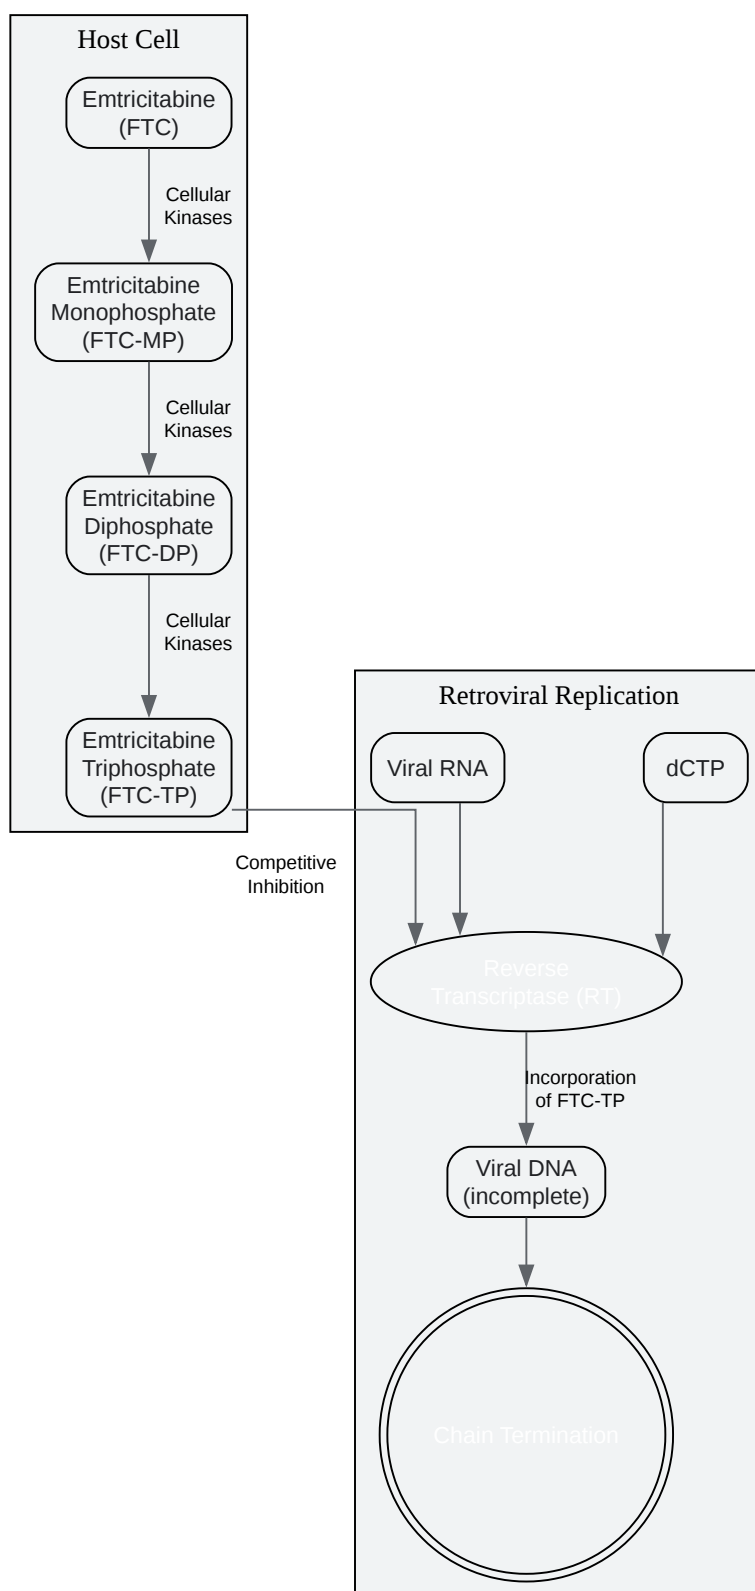 Host Cell
Emtricitabine
(FTC)
Cellular
Kinases
Emtricitabine
Monophosphate
(FTC-MP)
Cellular
Kinases
Emtricitabine
Diphosphate
(FTC-DP)
Cellular
Kinases
Emtricitabine
Triphosphate
(FTC-TP)
Competitive
Inhibition
Retroviral Replication
Viral RNA
dCTP
Reverse
Transcriptase (RT)
Incorporation
of FTC-TP
Viral DNA
(incomplete)
Chain Termination